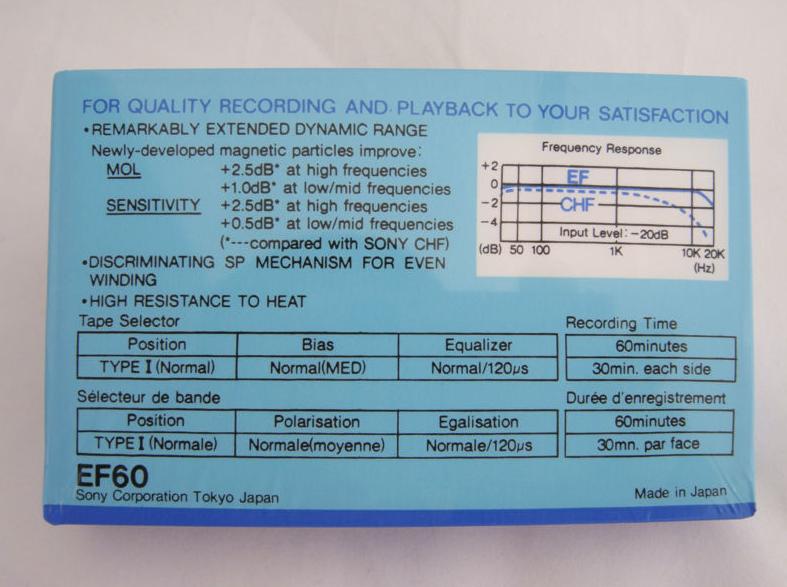 FOR QUALITY RECORDING AND PLAYBACK TO YOUR SATISFACTION
•REMARKABLY EXTENDED DYNAMIC RANGE
Newly-developed magnetic particles improve:
MOL +2.5dB* at high frequencies
+1.0dB* at low/mid frequencies
SENSITIVITY +2.5dB* at high frequencies
+0.5dB* at low/mid frequencies
(*---compared with SONY CHF)
•DISCRIMINATING SP MECHANISM FOR EVEN
WINDING
•HIGH RESISTANCE TO HEAT
Frequency Response
+2
0
-2
-4
EF
CHF
Input Level: -20dB
(dB) 50 100 1K 10K 20K
(Hz)
Tape Selector
Position Bias Equalizer
TYPE I (Normal) Normal(MED) Normal/120μs
Recording Time
60minutes
30min. each side
Sélecteur de bande
Position Polarisation Egalisation
TYPE I (Normale) Normale(moyenne) Normale/120μs
Durée d'enregistrement
60minutes
30mn. par face
EF60
Sony Corporation Tokyo Japan
Made in Japan